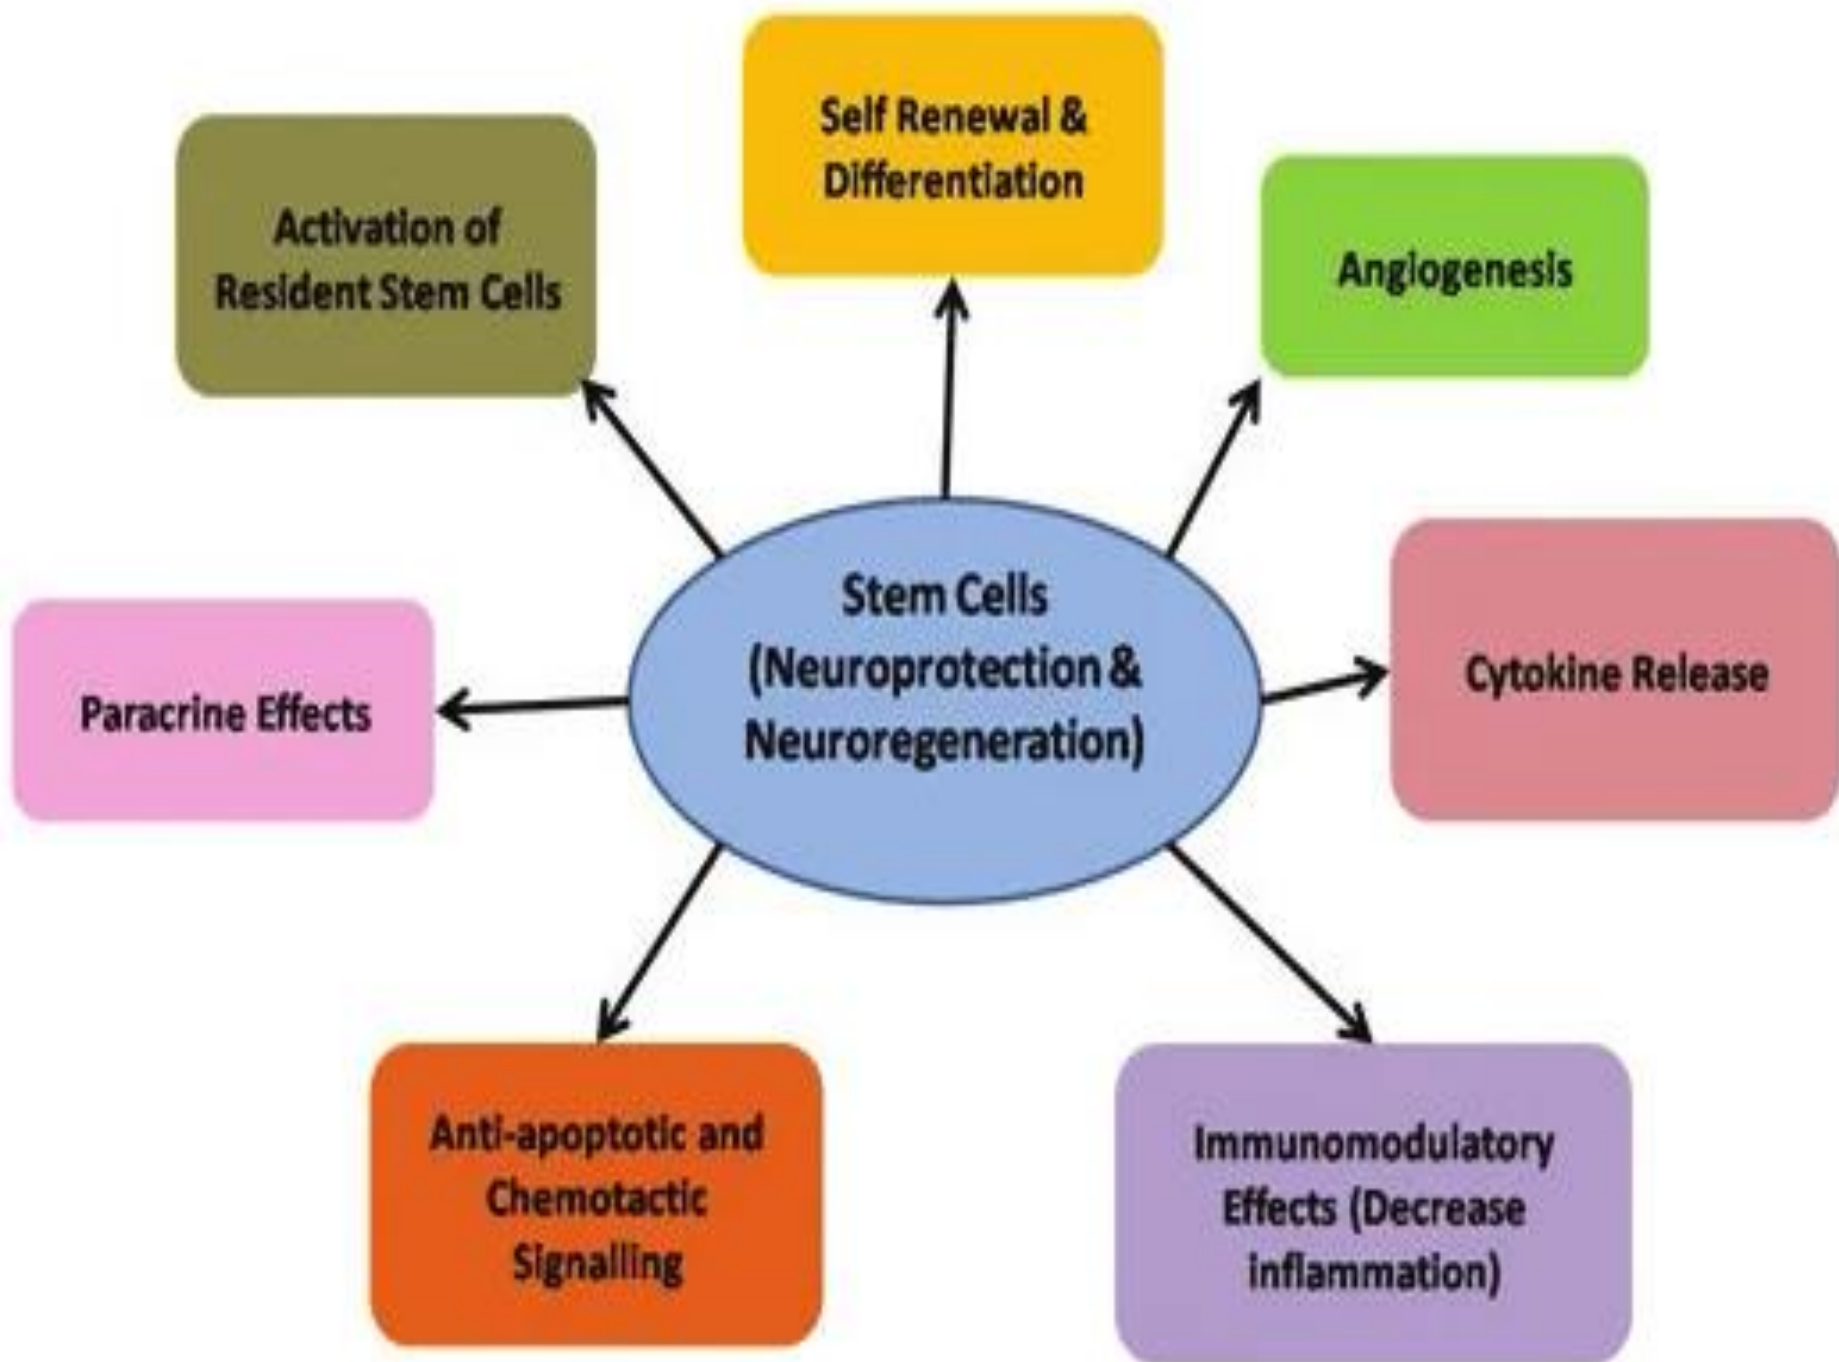 Self Renewal &
Differentiation
Activation of
Resident Stem Cells
Angiogenesis
Stem Cells
(Neuroprotection &
Neuroregeneration)
Cytokine Release
Paracrine Effects
Anti-apoptotic and
Chemotactic
Signalling
Immunomodulatory
Effects (Decrease
inflammation)